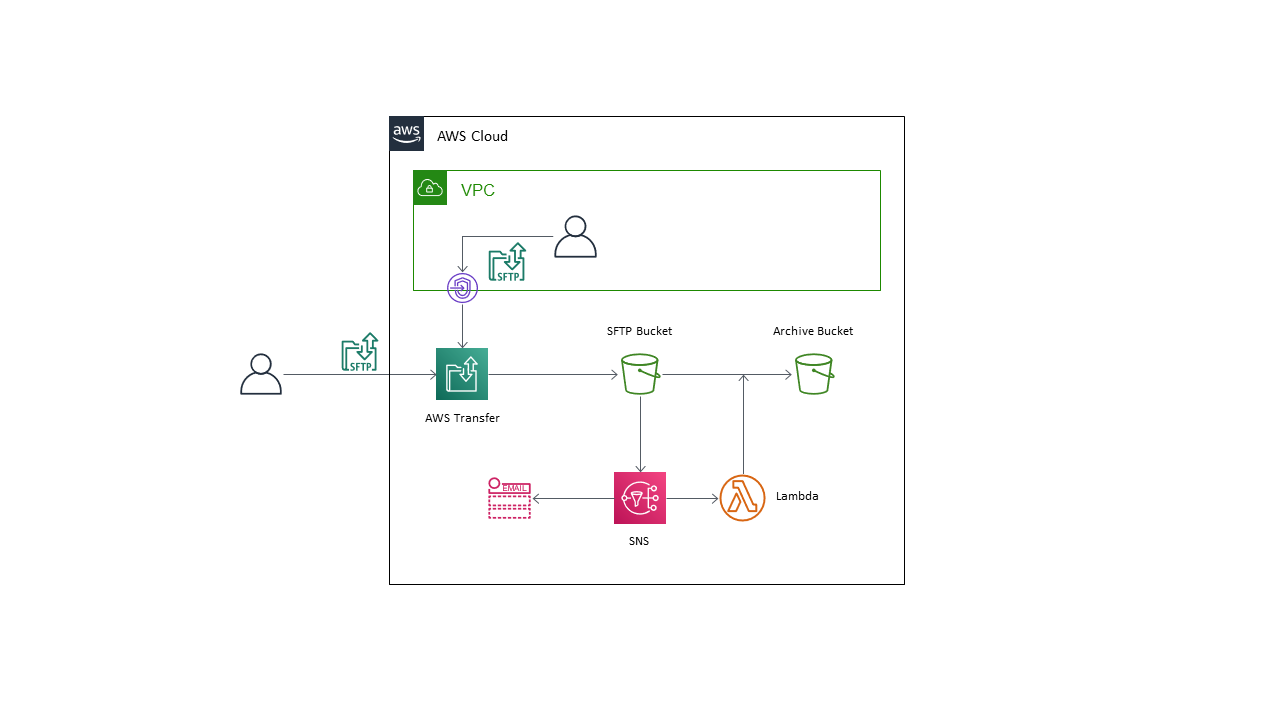 aws
AWS Cloud
VPC
SFTP
SFTP
SFTP Bucket
Archive Bucket
AWS Transfer
EMAIL
Lambda
SNS